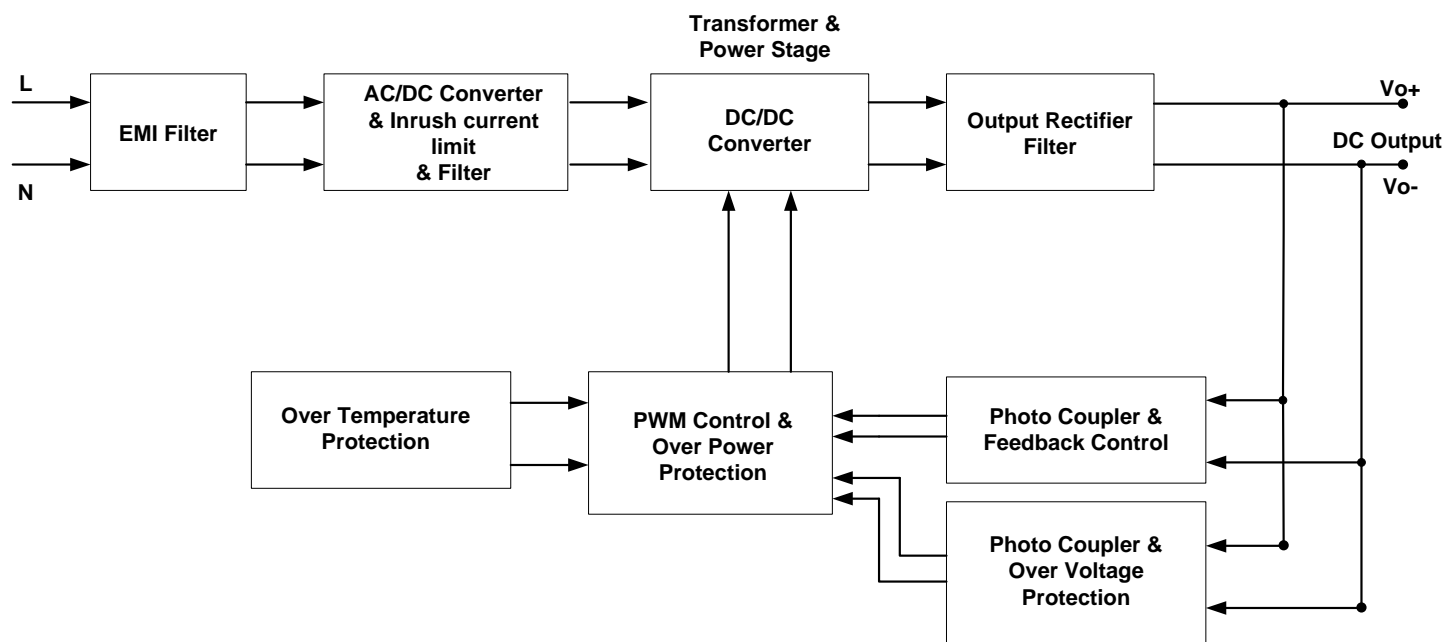 Transformer &
Power Stage
L
N
EMI Filter
AC/DC Converter
& Inrush current
limit
& Filter
DC/DC
Converter
Output Rectifier
Filter
Vo+
DC Output
Vo-
Over Temperature
Protection
PWM Control &
Over Power
Protection
Photo Coupler &
Feedback Control
Photo Coupler &
Over Voltage
Protection